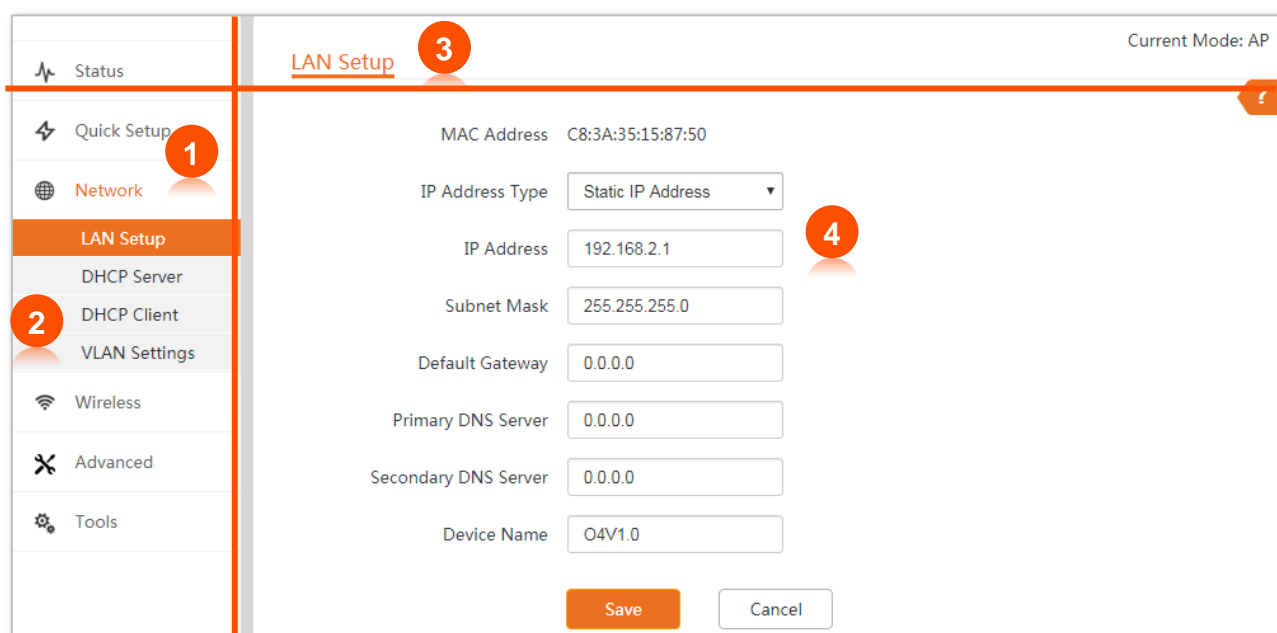 Current Mode: AP
Status
LAN Setup
3
?
Quick Setup
1
Network
LAN Setup
DHCP Server
2
DHCP Client
VLAN Settings
Wireless
Advanced
Tools
MAC Address C8:3A:35:15:87:50
IP Address Type Static IP Address
4
IP Address 192.168.2.1
Subnet Mask 255.255.255.0
Default Gateway 0.0.0.0
Primary DNS Server 0.0.0.0
Secondary DNS Server 0.0.0.0
Device Name O4V1.0
Save Cancel